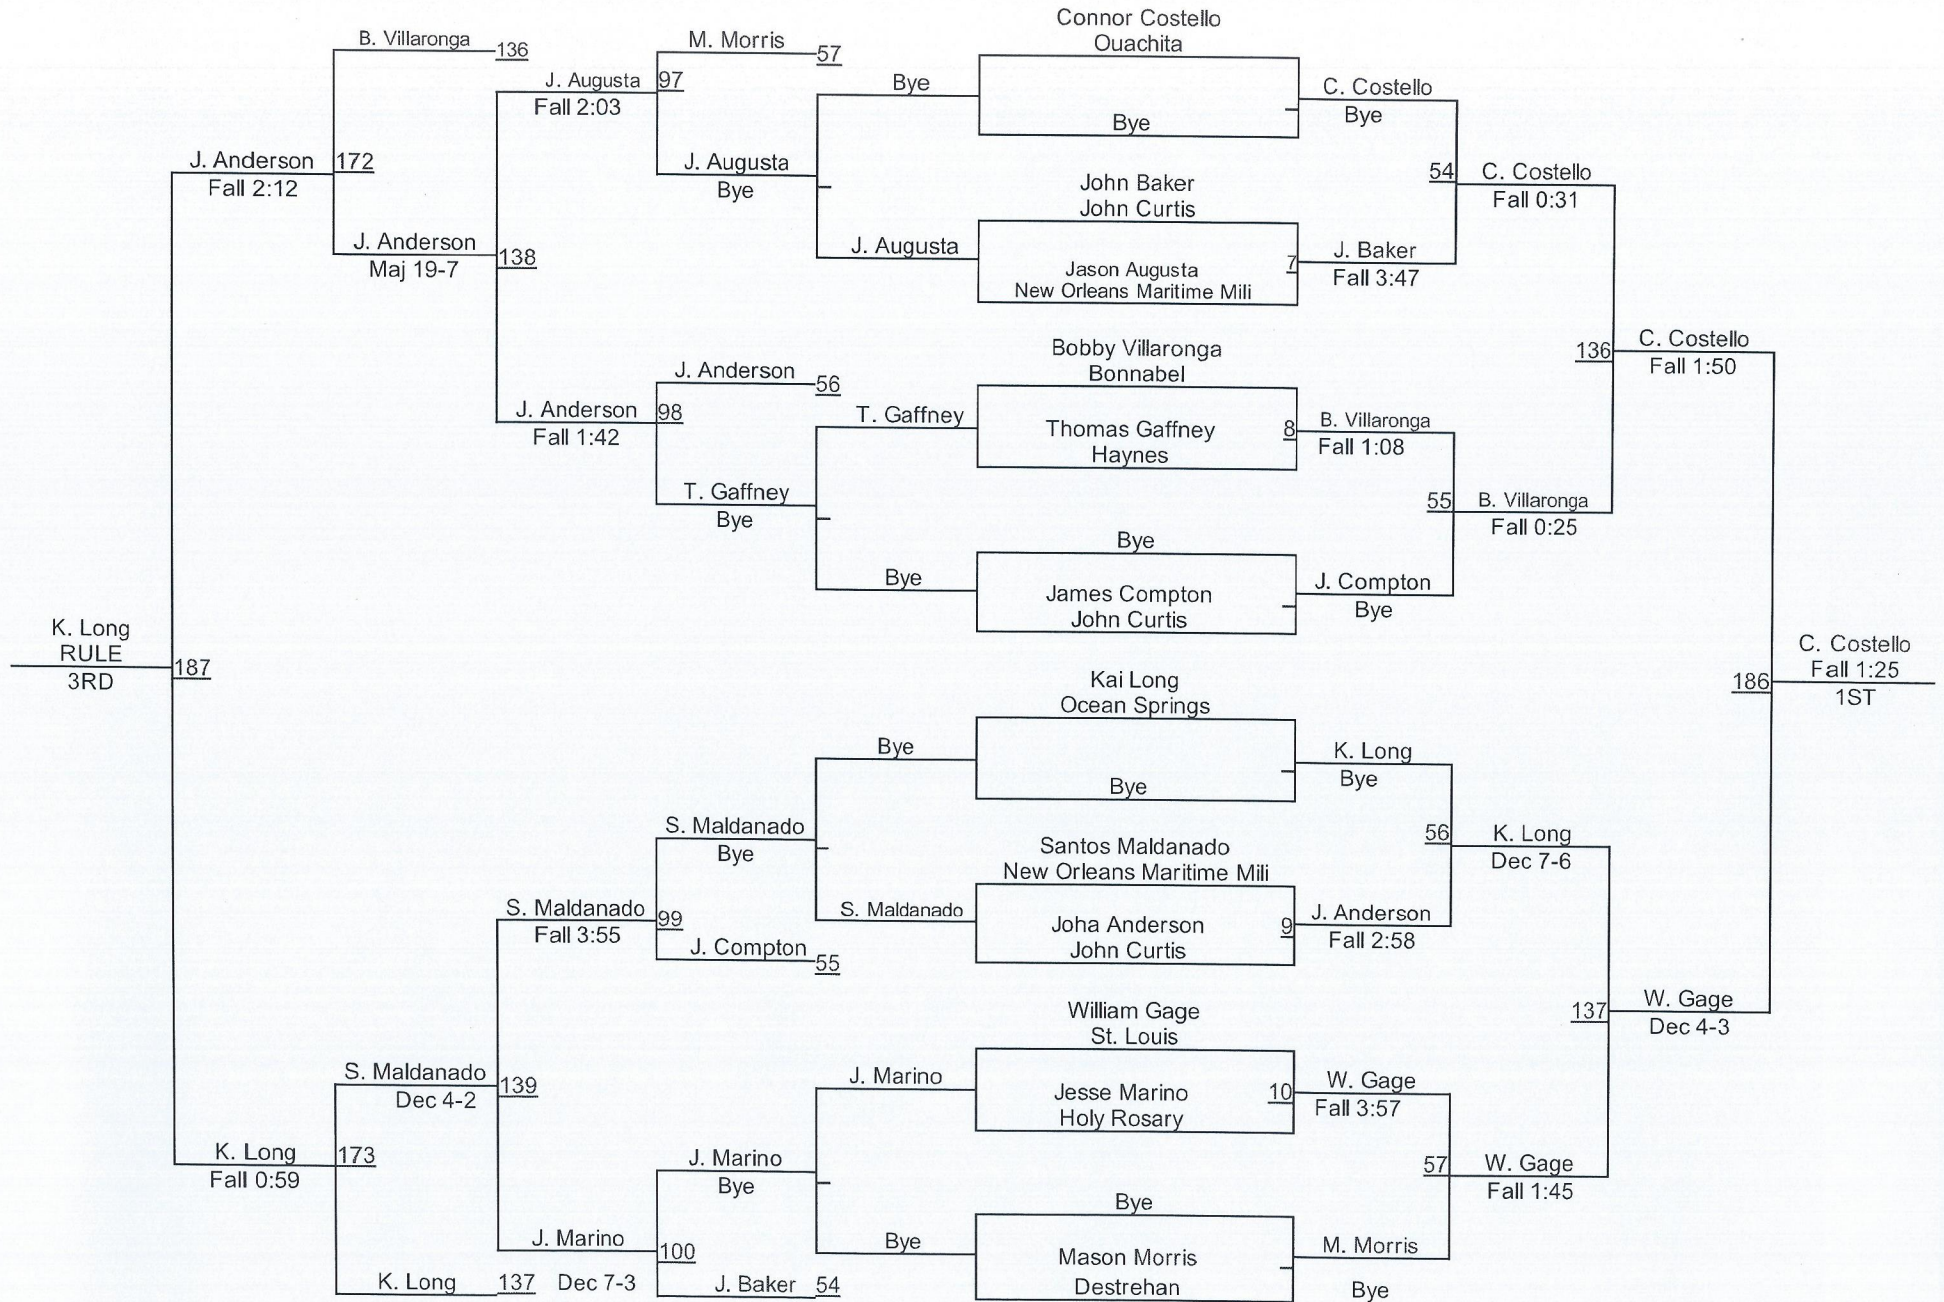 Connor Costello
Ouachita
B. Villaronga
136
M. Morris
57
J. Augusta
97
Fall 2:03
Bye
Bye
C. Costello
Bye
J. Anderson
172
Fall 2:12
J. Augusta
Bye
John Baker
John Curtis
54
C. Costello
Fall 0:31
J. Anderson
Maj 19-7
138
J. Augusta
Jason Augusta
New Orleans Maritime Mili
7
J. Baker
Fall 3:47
Bobby Villaronga
Bonnabel
136
C. Costello
Fall 1:50
J. Anderson
56
J. Anderson
98
Fall 1:42
T. Gaffney
Thomas Gaffney
Haynes
8
B. Villaronga
Fall 1:08
T. Gaffney
Bye
55
B. Villaronga
Fall 0:25
Bye
Bye
James Compton
John Curtis
J. Compton
Bye
K. Long
RULE
3RD
187
Kai Long
Ocean Springs
186
C. Costello
Fall 1:25
1ST
Bye
Bye
K. Long
Bye
S. Maldanado
Bye
Santos Maldanado
New Orleans Maritime Mili
56
K. Long
Dec 7-6
S. Maldanado
99
Fall 3:55
S. Maldanado
Joha Anderson
John Curtis
9
J. Anderson
Fall 2:58
J. Compton
55
William Gage
St. Louis
137
W. Gage
Dec 4-3
S. Maldanado
139
Dec 4-2
J. Marino
Jesse Marino
Holy Rosary
10
W. Gage
Fall 3:57
K. Long
173
Fall 0:59
J. Marino
Bye
57
W. Gage
Fall 1:45
Bye
J. Marino
100
Dec 7-3
Bye
Mason Morris
Destrehan
M. Morris
Bye
K. Long
137
J. Baker
54